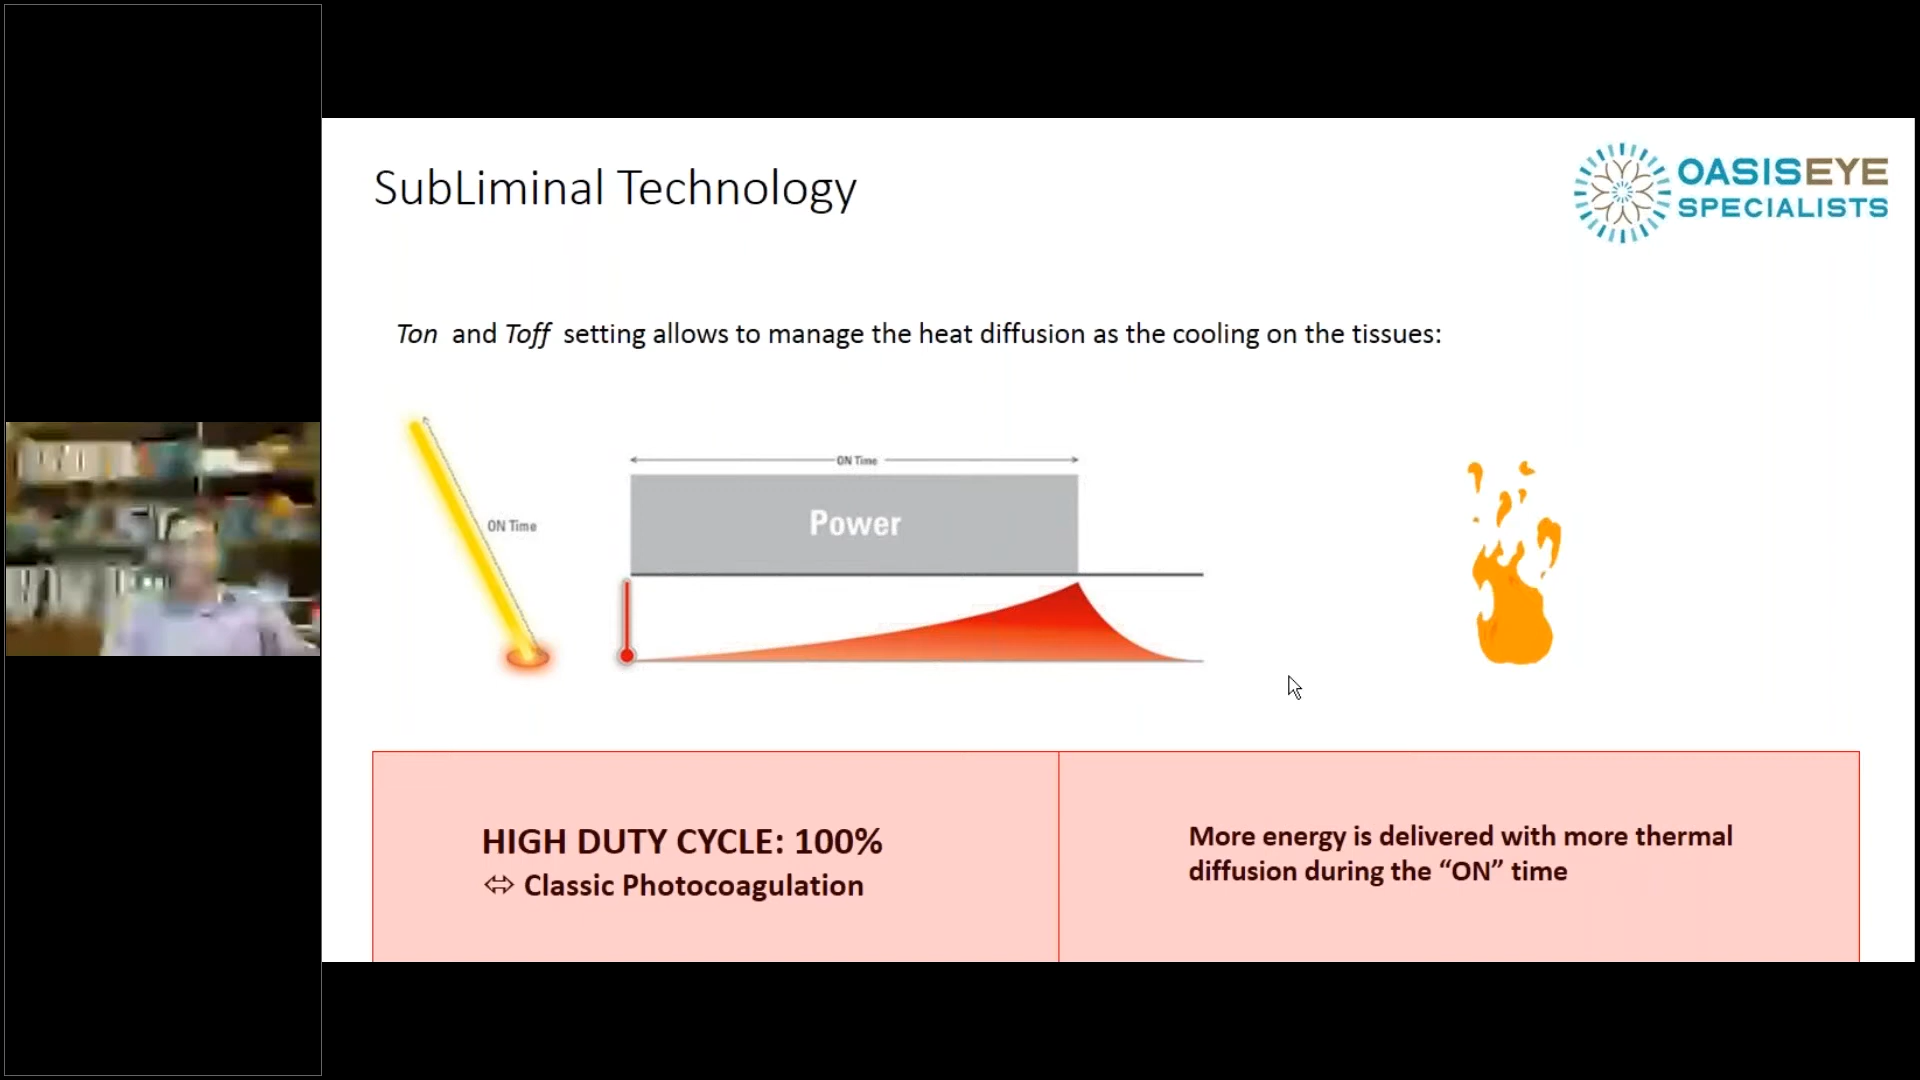 SubLiminal Technology
OASISEYE
SPECIALISTS
Ton and Toff setting allows to manage the heat diffusion as the cooling on the tissues:
ON Time
ON Time
Power
HIGH DUTY CYCLE: 100%
⇔ Classic Photocoagulation
More energy is delivered with more thermal
diffusion during the “ON” time